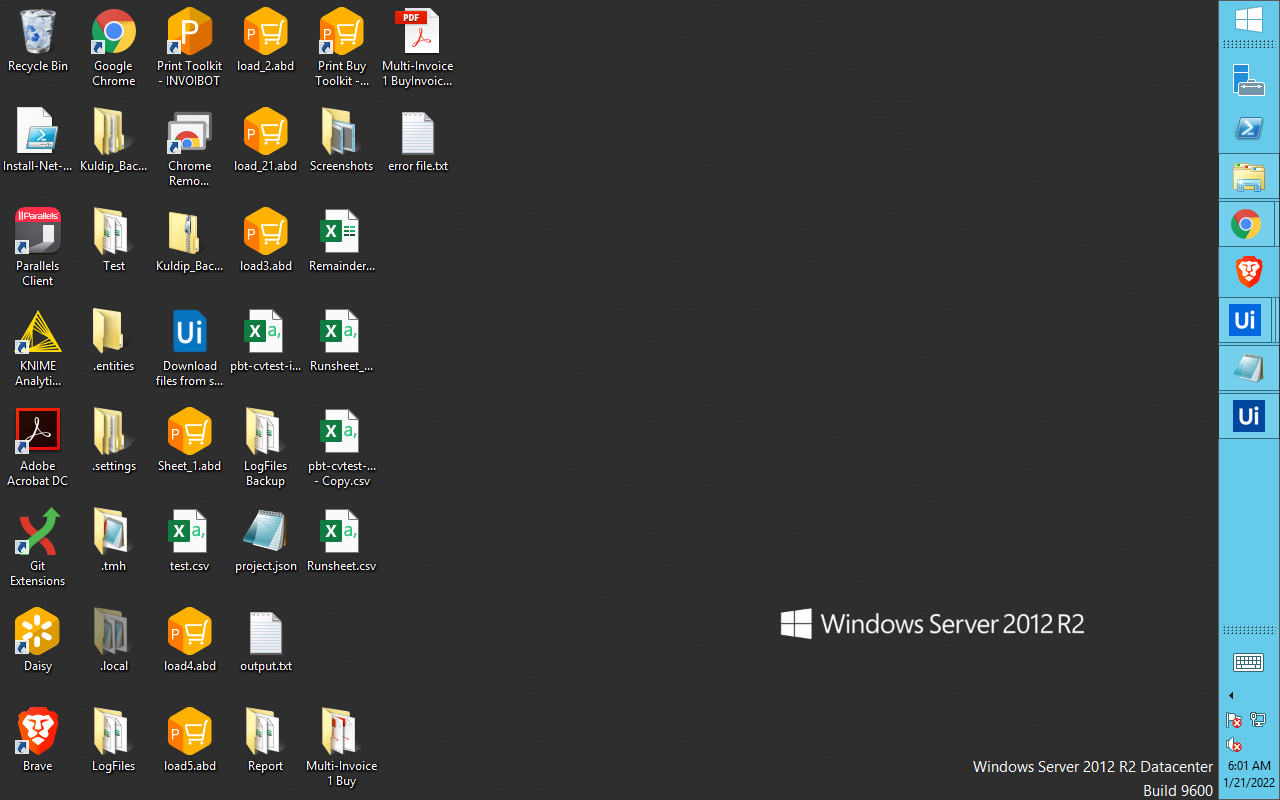 Recycle Bin
Google
Chrome
Print Toolkit
- INVOIBOT
load_2.abd
Print Buy
Toolkit -...
PDF
Multi-Invoice
1 BuyInvoic...
Install-Net-...
Kuldip_Bac...
Chrome
Remo...
load_21.abd
Screenshots
error file.txt
Parallels
Parallels
Client
Test
Kuldip_Bac...
load3.abd
Remainder...
KNIME
Analyti...
.entities
Ui
Download
files from s...
pbt-cvtest-i...
Runsheet_...
Adobe
Acrobat DC
.settings
Sheet_1.abd
LogFiles
Backup
pbt-cvtest-...
- Copy.csv
Git
Extensions
.tmh
test.csv
project.json
Runsheet.csv
Daisy
.local
load4.abd
output.txt
Brave
LogFiles
load5.abd
Report
Multi-Invoice
1 Buy
Windows Server 2012 R2
Windows Server 2012 R2 Datacenter
Build 9600
Ui
Ui
6:01 AM
1/21/2022